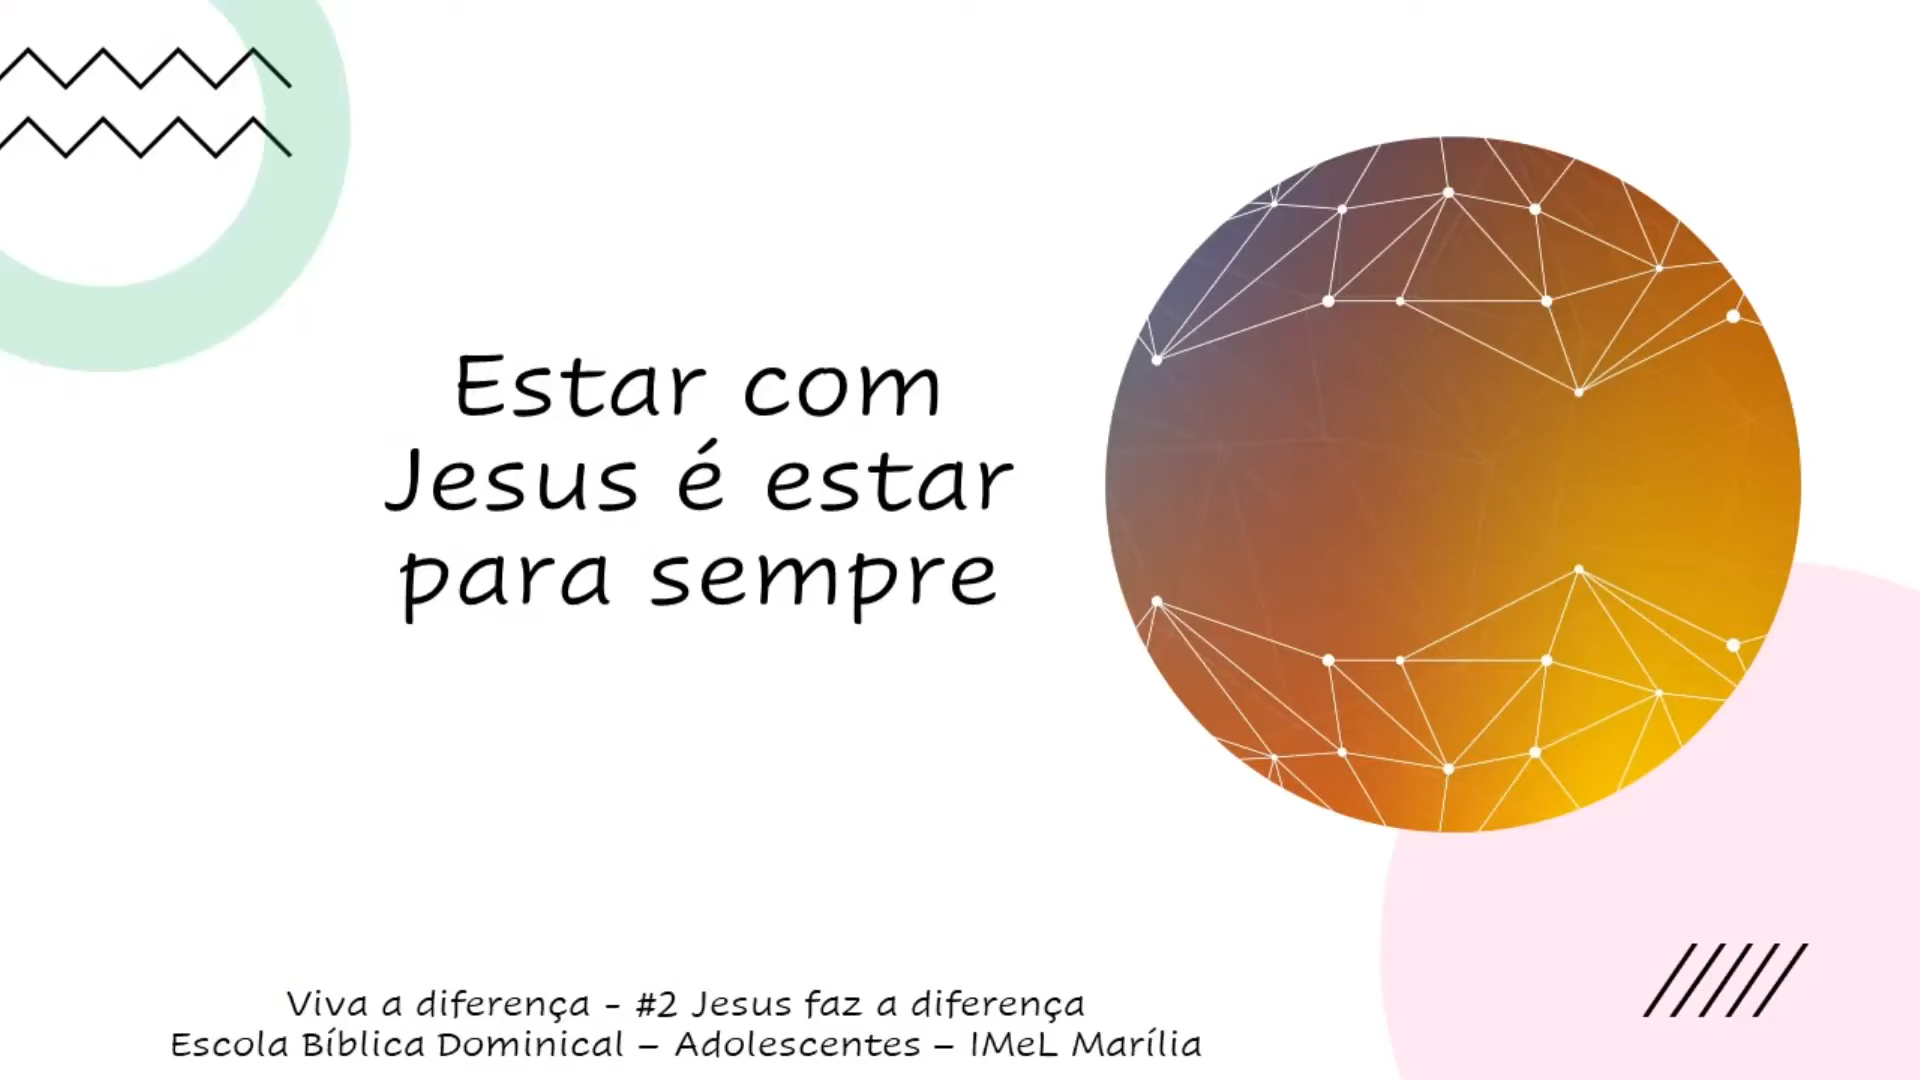 Estar com
Jesus é estar
para sempre
Viva a diferença - #2 Jesus faz a diferença
Escola Bíblica Dominical – Adolescentes – IMeL Marília